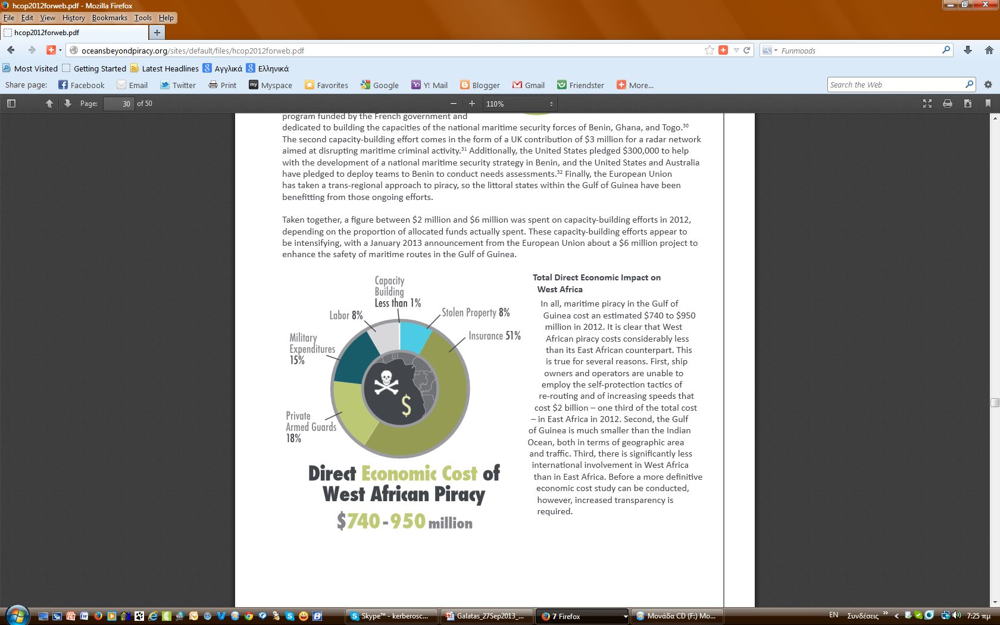 hcop2012forweb.pdf - Mozilla Firefox
File Edit View History Bookmarks Tools Help
hcop2012forweb.pdf
oceansbeyondpiracy.org/sites/default/files/hcop2012forweb.pdf
Funmoods
Most Visited Getting Started Latest Headlines Αγγλικά Ελληνικά
Share page: Facebook Email Twitter Print Myspace Favorites Google Y! Mail Blogger Gmail Friendster More...
Search the Web
Page: 30 of 50
110%
program funded by the French government and
dedicated to building the capacities of the national maritime security forces of Benin, Ghana, and Togo.³⁰
The second capacity-building effort comes in the form of a UK contribution of $3 million for a radar network
aimed at disrupting maritime criminal activity.³¹ Additionally, the United States pledged $300,000 to help
with the development of a national maritime security strategy in Benin, and the United States and Australia
have pledged to deploy teams to Benin to conduct needs assessments.³² Finally, the European Union
has taken a trans-regional approach to piracy, so the littoral states within the Gulf of Guinea have been
benefitting from those ongoing efforts.
Taken together, a figure between $2 million and $6 million was spent on capacity-building efforts in 2012,
depending on the proportion of allocated funds actually spent. These capacity-building efforts appear to
be intensifying, with a January 2013 announcement from the European Union about a $6 million project to
enhance the safety of maritime routes in the Gulf of Guinea.
Capacity
Building
Less than 1%
Labor 8%
Stolen Property 8%
Insurance 51%
Military
Expenditures
15%
$
Private
Armed Guards
18%
Direct Economic Cost of
West African Piracy
$740-950 million
Total Direct Economic Impact on
West Africa
In all, maritime piracy in the Gulf of
Guinea cost an estimated $740 to $950
million in 2012. It is clear that West
African piracy costs considerably less
than its East African counterpart. This
is true for several reasons. First, ship
owners and operators are unable to
employ the self-protection tactics of
re-routing and of increasing speeds that
cost $2 billion – one third of the total cost
– in East Africa in 2012. Second, the Gulf
of Guinea is much smaller than the Indian
Ocean, both in terms of geographic area
and traffic. Third, there is significantly less
international involvement in West Africa
than in East Africa. Before a more definitive
economic cost study can be conducted,
however, increased transparency is
required.
Skype™ - kerberosc... Galatas_27Sep2013_... 7 Firefox Μονάδα CD (F:) Mo... EN Συνδέσεις 7:25 πμ